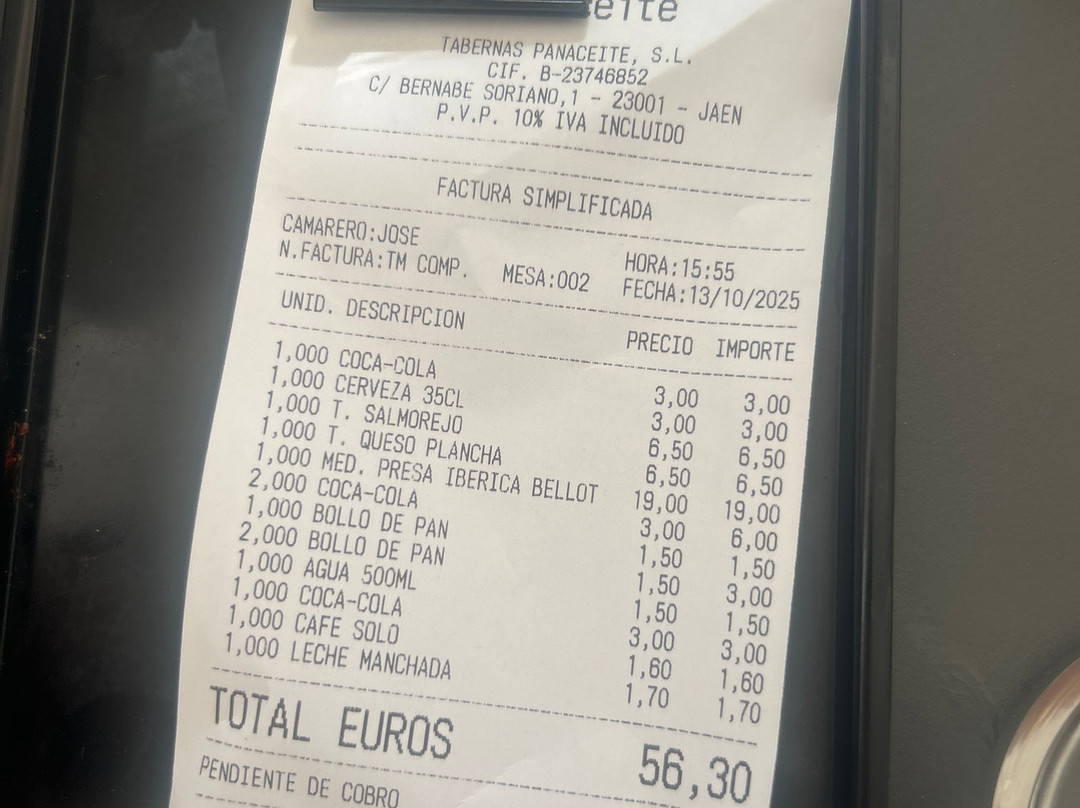 TABERNAS PANACEITE, S.L.
CIF. B-23746852
C/ BERNABE SORIANO,1 - 23001 - JAEN
P.V.P. 10% IVA INCLUIDO
FACTURA SIMPLIFICADA
CAMARERO:JOSE HORA:15:55
N.FACTURA:TM COMP. MESA:002 FECHA:13/10/2025
UNID. DESCRIPCION PRECIO IMPORTE
1,000 COCA-COLA 3,00 3,00
1,000 CERVEZA 35CL 3,00 3,00
1,000 T. SALMOREJO 6,50 6,50
1,000 T. QUESO PLANCHA 6,50 6,50
1,000 MED. PRESA IBERICA BELLOT 19,00 19,00
2,000 COCA-COLA 3,00 6,00
1,000 BOLLO DE PAN 1,50 1,50
2,000 BOLLO DE PAN 1,50 3,00
1,000 AGUA 500ML 1,50 1,50
1,000 COCA-COLA 3,00 3,00
1,000 CAFE SOLO 1,60 1,60
1,000 LECHE MANCHADA 1,70 1,70
TOTAL EUROS 56,30
PENDIENTE DE COBRO